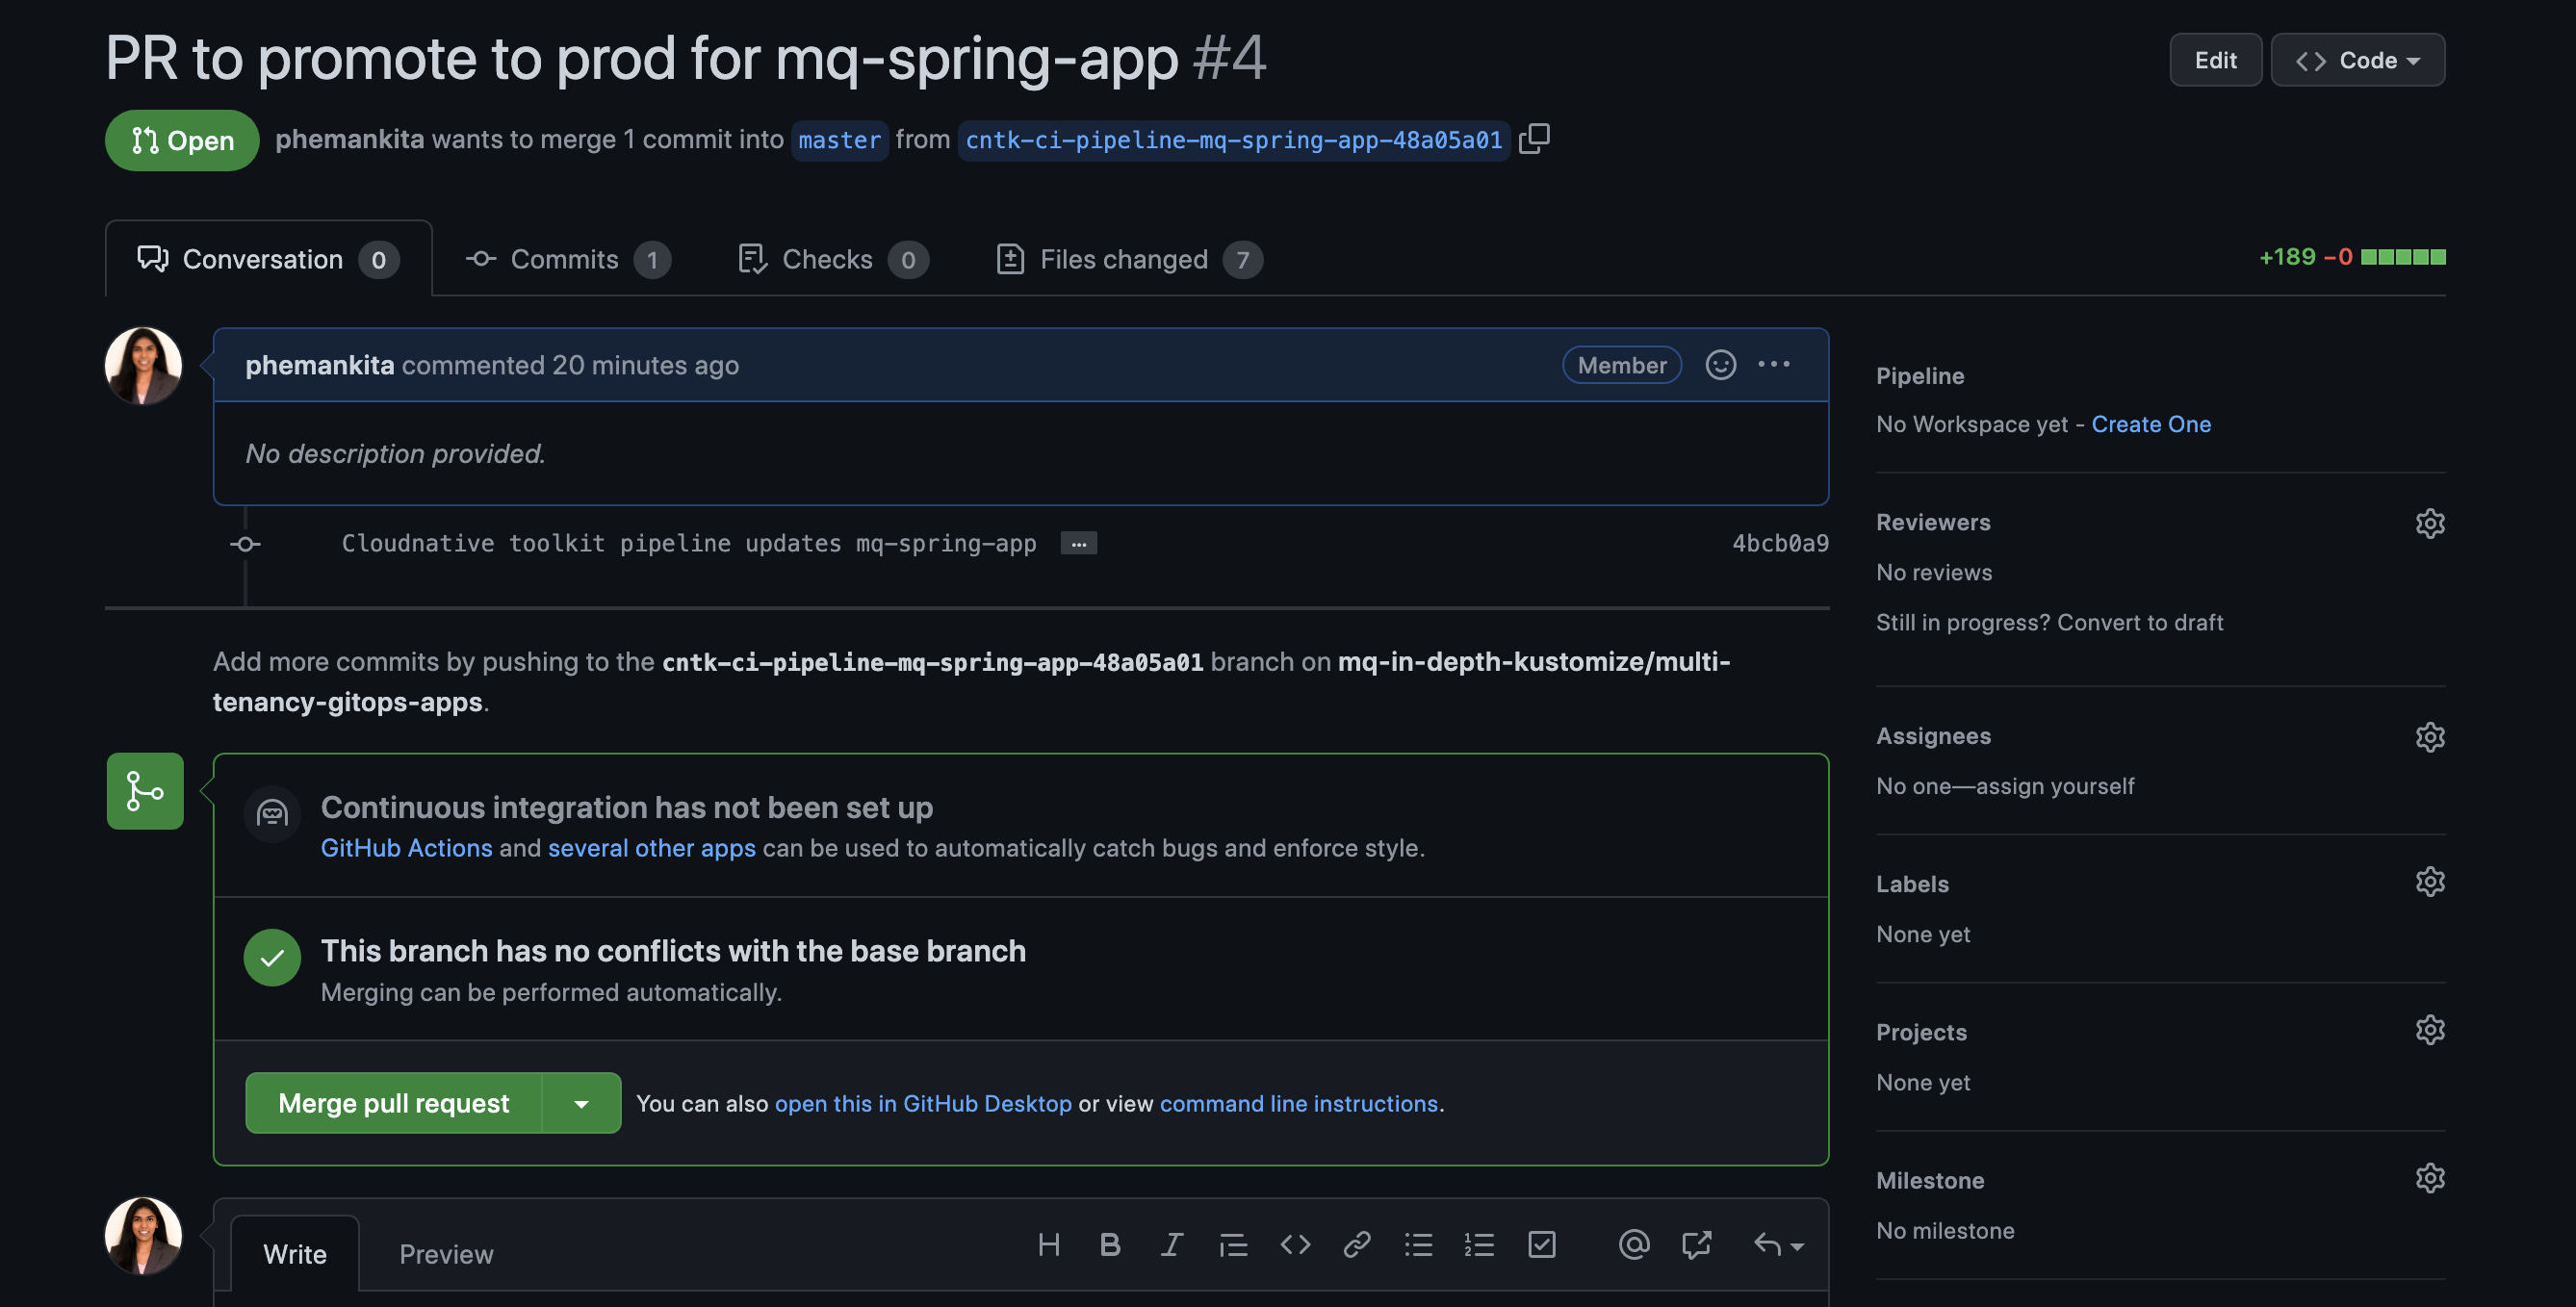 PR to promote to prod for mq-spring-app #4
Edit
Code
Open
phemankita wants to merge 1 commit into master from cntk-ci-pipeline-mq-spring-app-48a05a01
Conversation 0
Commits 1
Checks 0
Files changed 7
+189 −0
phemankita commented 20 minutes ago
Member
No description provided.
Cloudnative toolkit pipeline updates mq-spring-app ...
4bcb0a9
Add more commits by pushing to the cntk-ci-pipeline-mq-spring-app-48a05a01 branch on mq-in-depth-kustomize/multi-
tenancy-gitops-apps.
Continuous integration has not been set up
GitHub Actions and several other apps can be used to automatically catch bugs and enforce style.
This branch has no conflicts with the base branch
Merging can be performed automatically.
Merge pull request
You can also open this in GitHub Desktop or view command line instructions.
Write
Preview
Pipeline
No Workspace yet - Create One
Reviewers
No reviews
Still in progress? Convert to draft
Assignees
No one—assign yourself
Labels
None yet
Projects
None yet
Milestone
No milestone